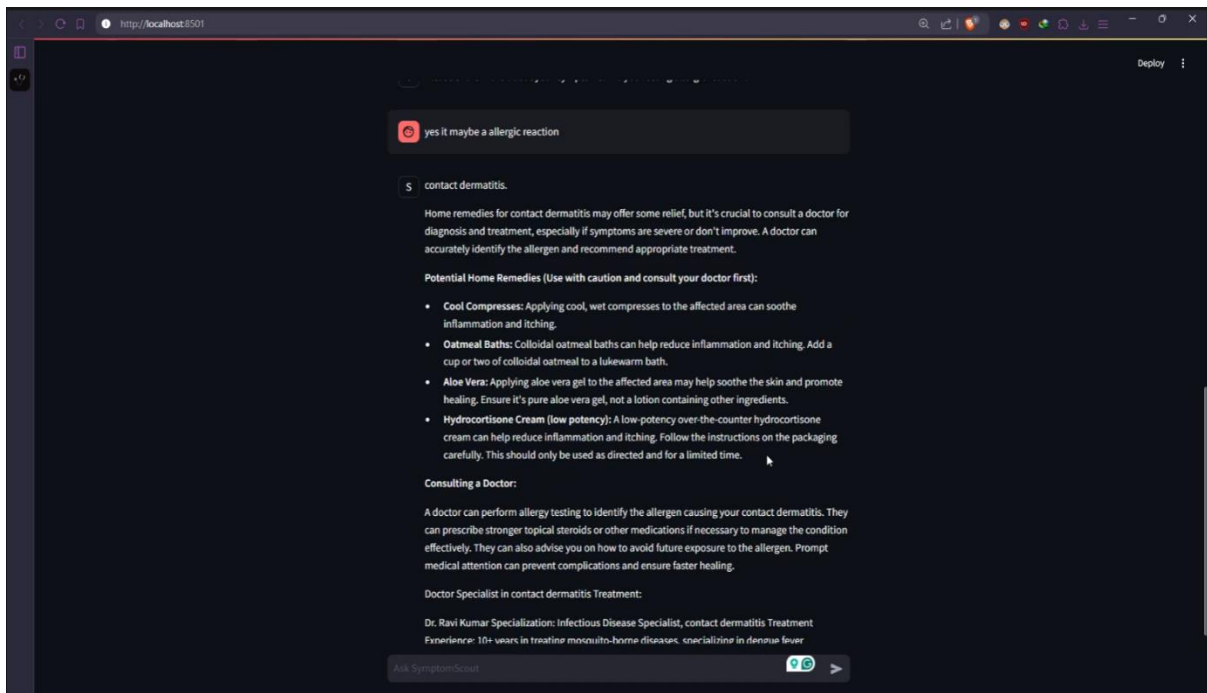 http://localhost:8501
Deploy
yes it maybe a allergic reaction
S
contact dermatitis.
Home remedies for contact dermatitis may offer some relief, but it's crucial to consult a doctor for
diagnosis and treatment, especially if symptoms are severe or don't improve. A doctor can
accurately identify the allergen and recommend appropriate treatment.
Potential Home Remedies (Use with caution and consult your doctor first):
• Cool Compresses: Applying cool, wet compresses to the affected area can soothe
inflammation and itching.
• Oatmeal Baths: Colloidal oatmeal baths can help reduce inflammation and itching. Add a
cup or two of colloidal oatmeal to a lukewarm bath.
• Aloe Vera: Applying aloe vera gel to the affected area may help soothe the skin and promote
healing. Ensure it's pure aloe vera gel, not a lotion containing other ingredients.
• Hydrocortisone Cream (low potency): A low-potency over-the-counter hydrocortisone
cream can help reduce inflammation and itching. Follow the instructions on the packaging
carefully. This should only be used as directed and for a limited time.
Consulting a Doctor:
A doctor can perform allergy testing to identify the allergen causing your contact dermatitis. They
can prescribe stronger topical steroids or other medications if necessary to manage the condition
effectively. They can also advise you on how to avoid future exposure to the allergen. Prompt
medical attention can prevent complications and ensure faster healing.
Doctor Specialist in contact dermatitis Treatment:
Dr. Ravi Kumar Specialization: Infectious Disease Specialist, contact dermatitis Treatment
Experience: 10+ years in treating mosquito-borne diseases, specializing in dengue fever
Ask SymptomScout